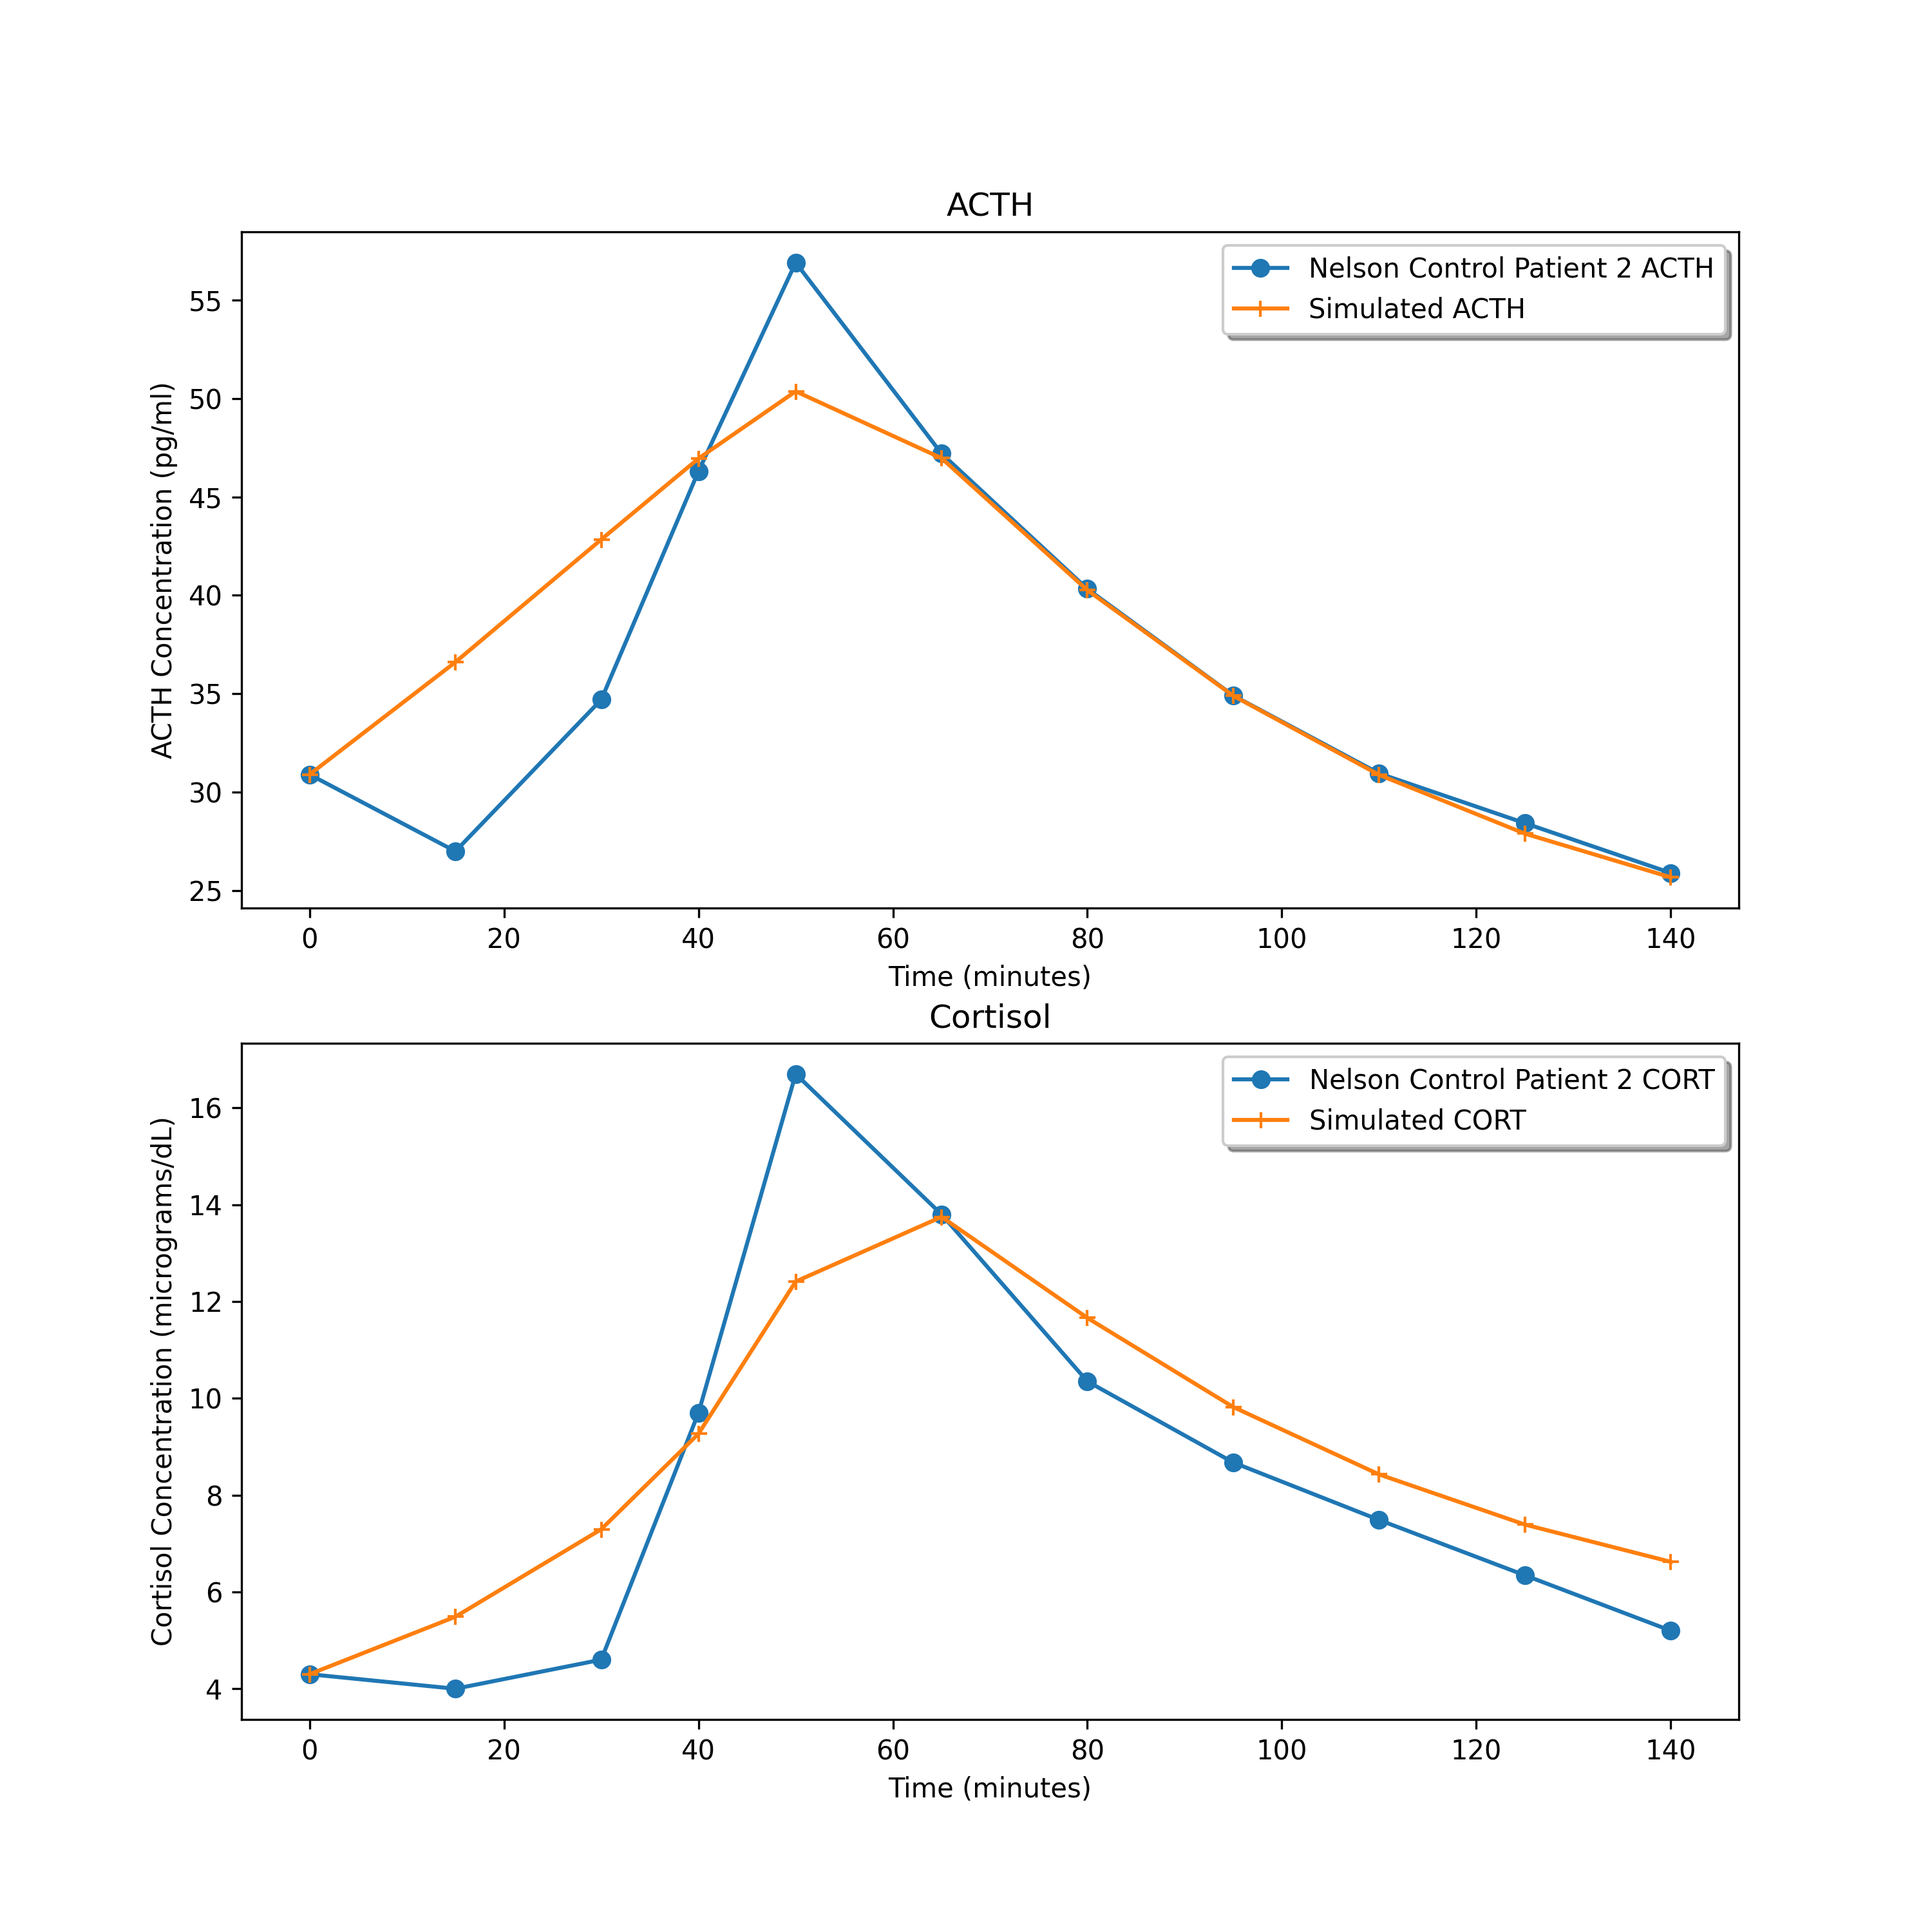 ACTH
Nelson Control Patient 2 ACTH
Simulated ACTH
ACTH Concentration (pg/ml)
55
50
45
40
35
30
25
0 20 40 60 80 100 120 140
Time (minutes)
Cortisol
Nelson Control Patient 2 CORT
Simulated CORT
Cortisol Concentration (micrograms/dL)
16
14
12
10
8
6
4
0 20 40 60 80 100 120 140
Time (minutes)